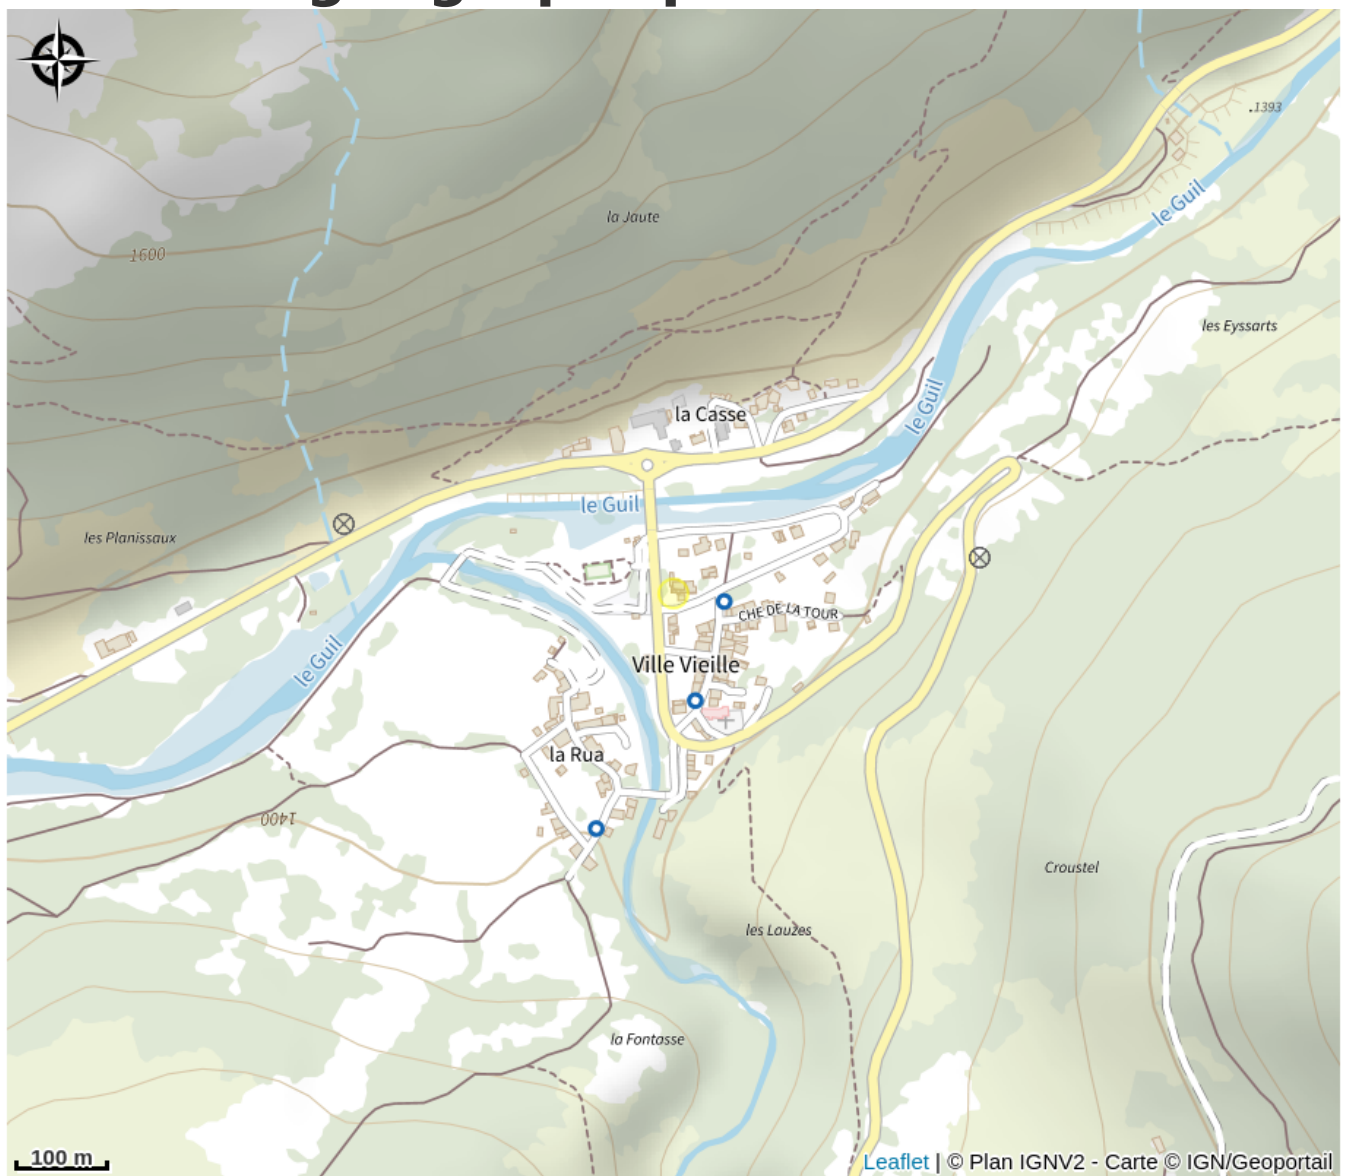 .1393
le Guil
la Jaute
1600
les Eyssarts
le Guil
la Casse
le Guil
les Planissaux
CHE DE LA TOUR
le Guil
Ville Vieille
la Rua
1400
Croustel
les Lauzes
la Fontasse
100 m
Leaflet | © Plan IGNV2 - Carte © IGN/Geoportail